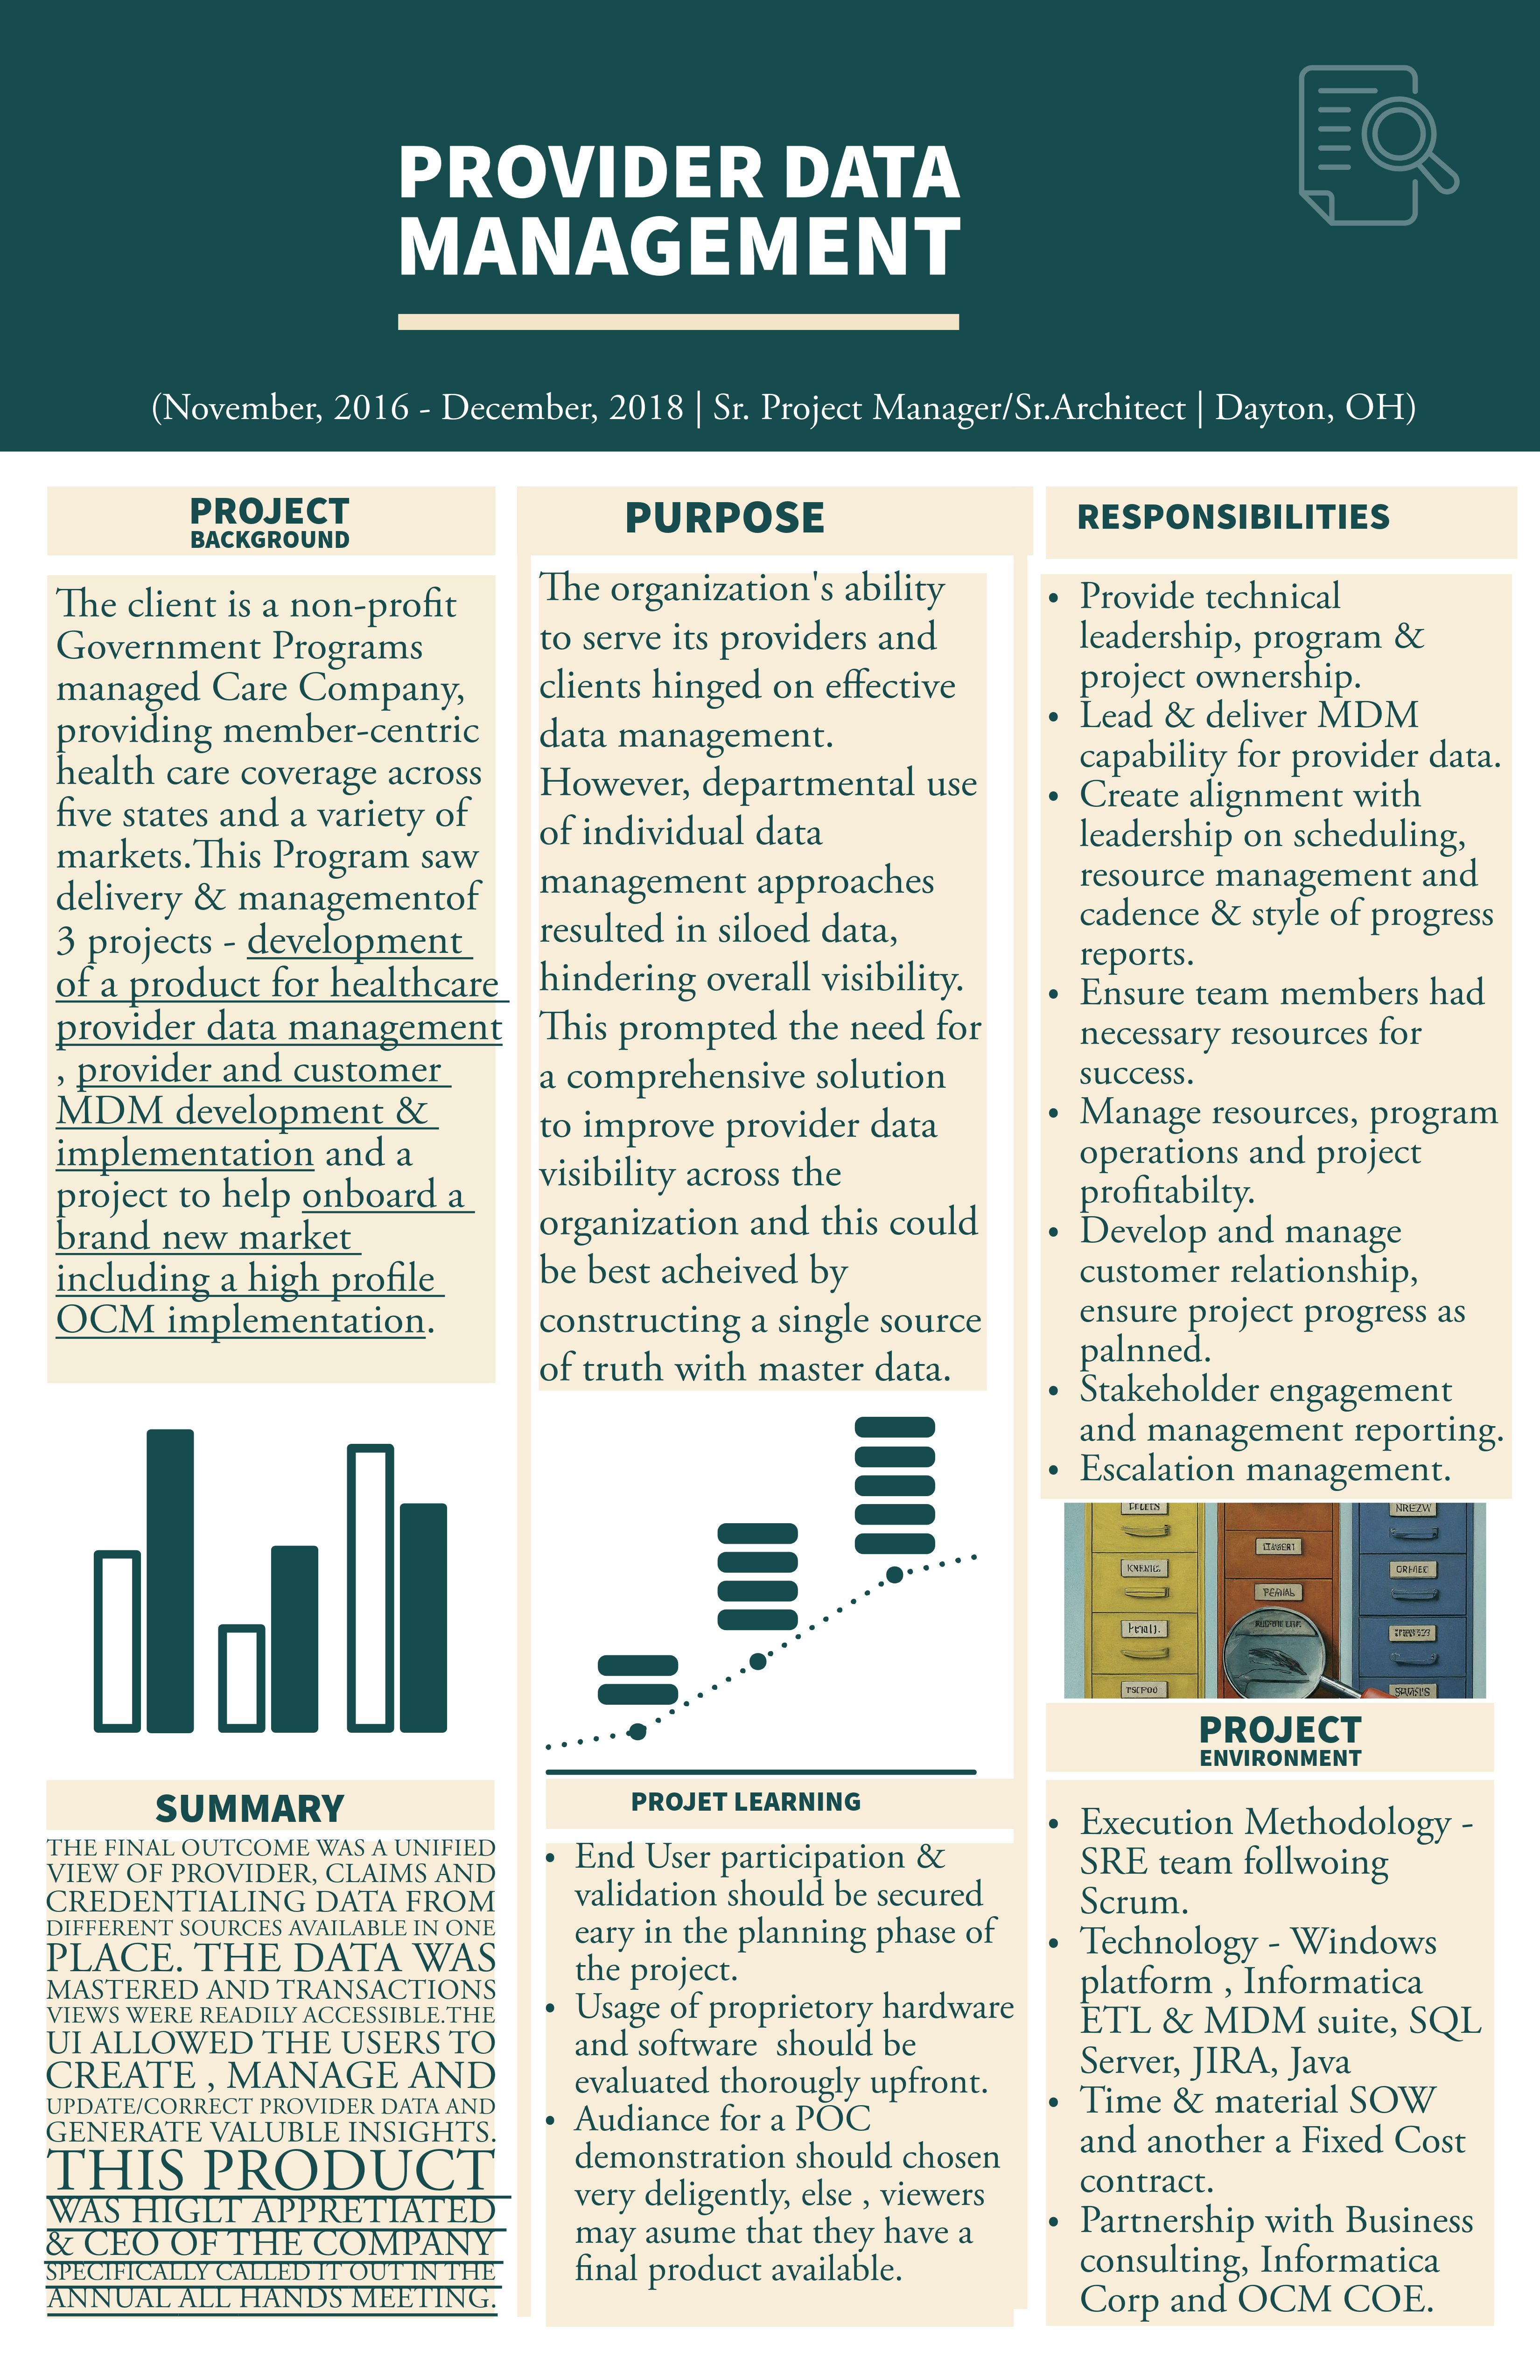 PROVIDER DATA
MANAGEMENT
(November, 2016 - December, 2018 | Sr. Project Manager/Sr.Architect | Dayton, OH)
PROJECT
BACKGROUND
The client is a non-profit
Government Programs
managed Care Company,
providing member-centric
health care coverage across
five states and a variety of
markets.This Program saw
delivery & managementof
3 projects - development
of a product for healthcare
provider data management
, provider and customer
MDM development &
implementation and a
project to help onboard a
brand new market
including a high profile
OCM implementation.
SUMMARY
THE FINAL OUTCOME WAS A UNIFIED
VIEW OF PROVIDER, CLAIMS AND
CREDENTIALING DATA FROM
DIFFERENT SOURCES AVAILABLE IN ONE
PLACE. THE DATA WAS
MASTERED AND TRANSACTIONS
VIEWS WERE READILY ACCESSIBLE.THE
UI ALLOWED THE USERS TO
CREATE , MANAGE AND
UPDATE/CORRECT PROVIDER DATA AND
GENERATE VALUBLE INSIGHTS.
THIS PRODUCT
WAS HIGLT APPRETIATED
& CEO OF THE COMPANY
SPECIFICALLY CALLED IT OUT IN THE
ANNUAL ALL HANDS MEETING.
PURPOSE
The organization's ability
to serve its providers and
clients hinged on effective
data management.
However, departmental use
of individual data
management approaches
resulted in siloed data,
hindering overall visibility.
This prompted the need for
a comprehensive solution
to improve provider data
visibility across the
organization and this could
be best acheived by
constructing a single source
of truth with master data.
PROJET LEARNING
• End User participation &
validation should be secured
eary in the planning phase of
the project.
• Usage of proprietory hardware
and software  should be
evaluated thorougly upfront.
• Audiance for a POC
demonstration should chosen
very deligently, else , viewers
may asume that they have a
final product available.
RESPONSIBILITIES
• Provide technical
leadership, program &
project ownership.
• Lead & deliver MDM
capability for provider data.
• Create alignment with
leadership on scheduling,
resource management and
cadence & style of progress
reports.
• Ensure team members had
necessary resources for
success.
• Manage resources, program
operations and project
profitabilty.
• Develop and manage
customer relationship,
ensure project progress as
palnned.
• Stakeholder engagement
and management reporting.
• Escalation management.
PROJECT
ENVIRONMENT
• Execution Methodology -
SRE team follwoing
Scrum.
• Technology - Windows
platform , Informatica
ETL & MDM suite, SQL
Server, JIRA, Java
• Time & material SOW
and another a Fixed Cost
contract.
• Partnership with Business
consulting, Informatica
Corp and OCM COE.